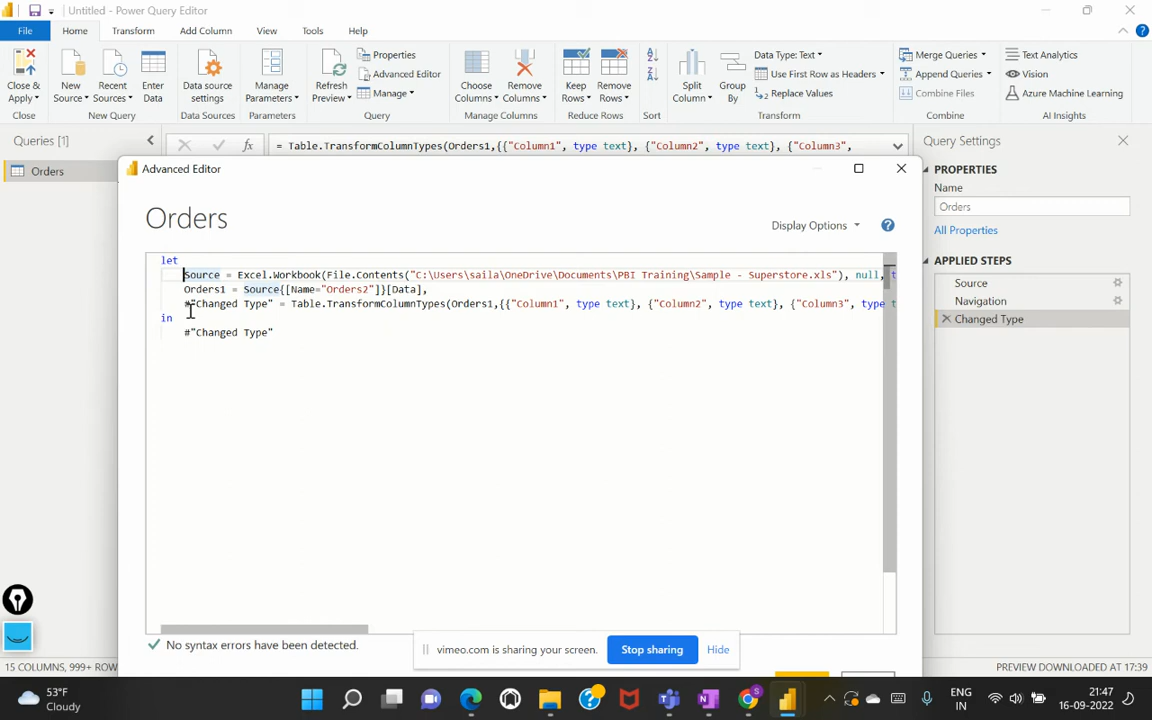 Untitled - Power Query Editor
File Home Transform Add Column View Tools Help
Close & Apply
New Source
Recent Sources
Enter Data
Data source settings
Manage Parameters
Refresh Preview
Properties
Advanced Editor
Manage
Choose Columns
Remove Columns
Keep Rows
Remove Rows
Split Column
Group By
Data Type: Text
Use First Row as Headers
Replace Values
Merge Queries
Append Queries
Combine Files
Text Analytics
Vision
Azure Machine Learning
Close New Query Data Sources Parameters Query Manage Columns Reduce Rows Sort Transform Combine AI Insights
Queries [1]
Orders
fx = Table.TransformColumnTypes(Orders1,{{"Column1", type text}, {"Column2", type text}, {"Column3",
Advanced Editor
Orders
Display Options
let
Source = Excel.Workbook(File.Contents("C:\Users\saila\OneDrive\Documents\PBI Training\Sample - Superstore.xls"), null, t
Orders1 = Source{[Name="Orders2"]}[Data],
#"Changed Type" = Table.TransformColumnTypes(Orders1,{{"Column1", type text}, {"Column2", type text}, {"Column3", type t
in
#"Changed Type"
No syntax errors have been detected.
vimeo.com is sharing your screen.
Stop sharing
Hide
Query Settings
PROPERTIES
Name
Orders
All Properties
APPLIED STEPS
Source
Navigation
Changed Type
15 COLUMNS, 999+ ROWS
PREVIEW DOWNLOADED AT 17:39
53°F
Cloudy
ENG
IN
21:47
16-09-2022